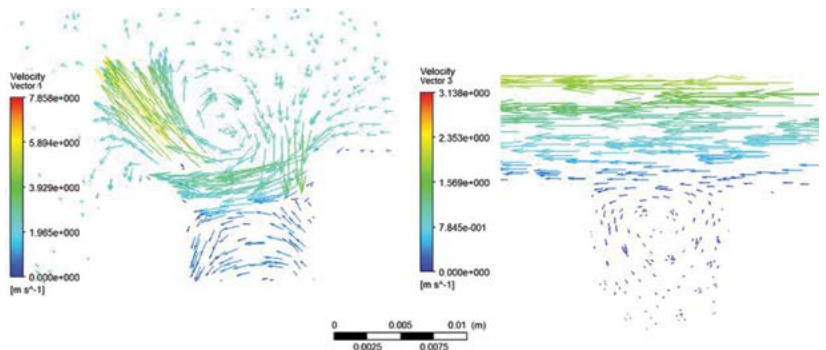 Velocity
Vector 1
7.858e+000
5.894e+000
3.929e+000
1.965e+000
0.000e+000
[m s^-1]
Velocity
Vector 3
3.138e+000
2.353e+000
1.569e+000
7.845e-001
0.000e+000
[m s^-1]
0 0.005 0.01 (m)
0.0025 0.0075